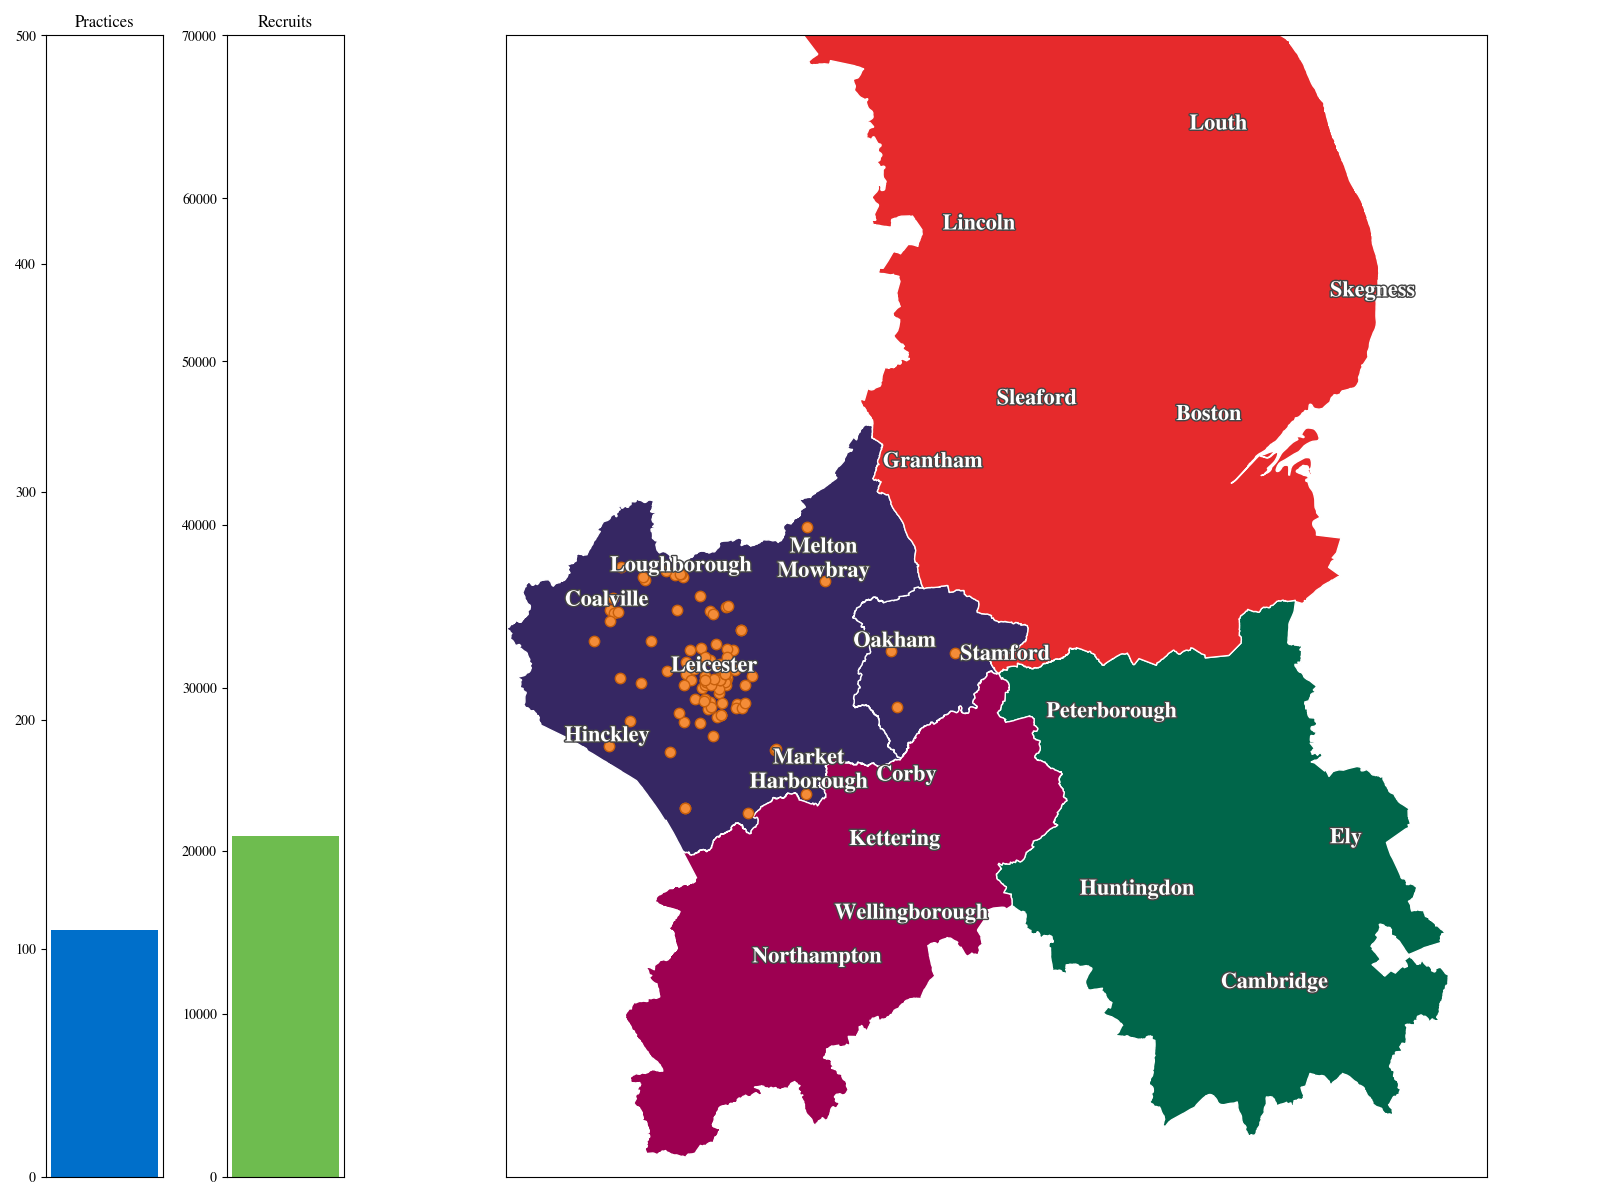 Practices
Recruits
500
400
300
200
100
0
70000
60000
50000
40000
30000
20000
10000
0
Louth
Lincoln
Skegness
Sleaford
Boston
Grantham
Melton
Mowbray
Loughborough
Coalville
Oakham
Stamford
Leicester
Peterborough
Hinckley
Market
Harborough
Corby
Kettering
Ely
Huntingdon
Wellingborough
Northampton
Cambridge